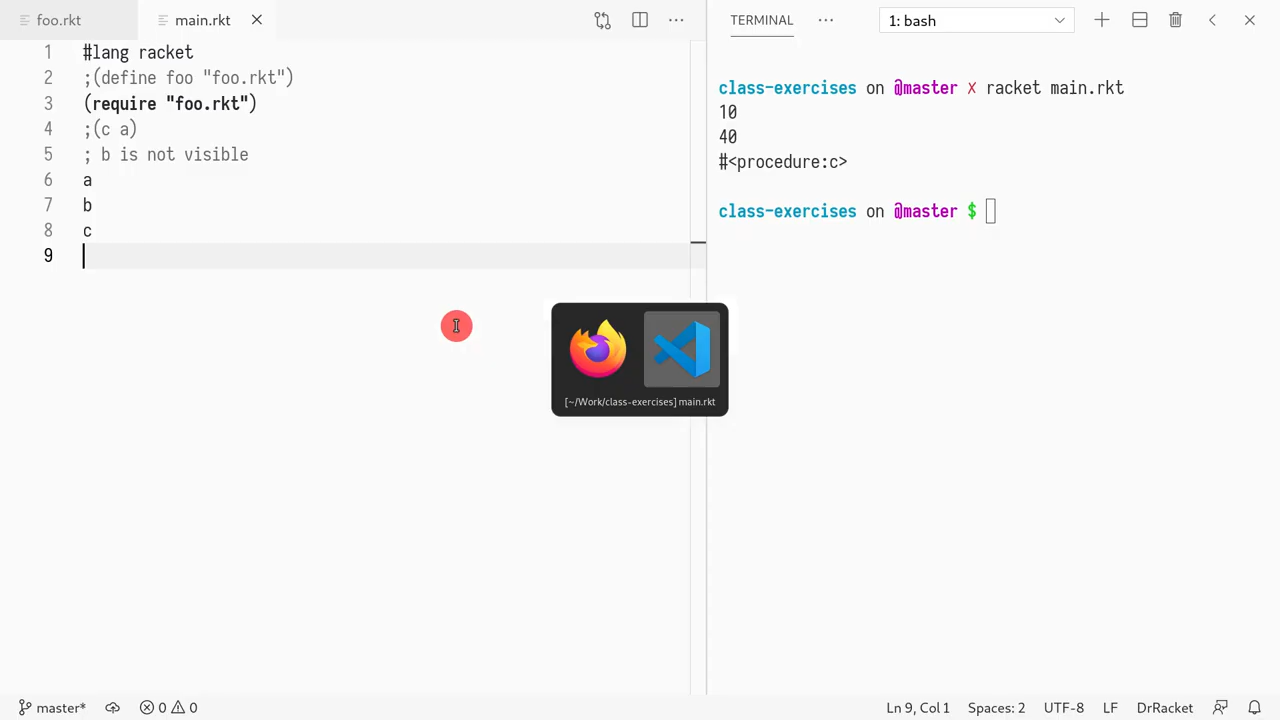 foo.rkt
main.rkt
TERMINAL
1: bash
1 #lang racket
2 ;(define foo "foo.rkt")
3 (require "foo.rkt")
4 ;(c a)
5 ; b is not visible
6 a
7 b
8 c
9
class-exercises on @master ✗ racket main.rkt
10
40
#<procedure:c>
class-exercises on @master $
[~/Work/class-exercises] main.rkt
master* 0 0
Ln 9, Col 1 Spaces: 2 UTF-8 LF DrRacket